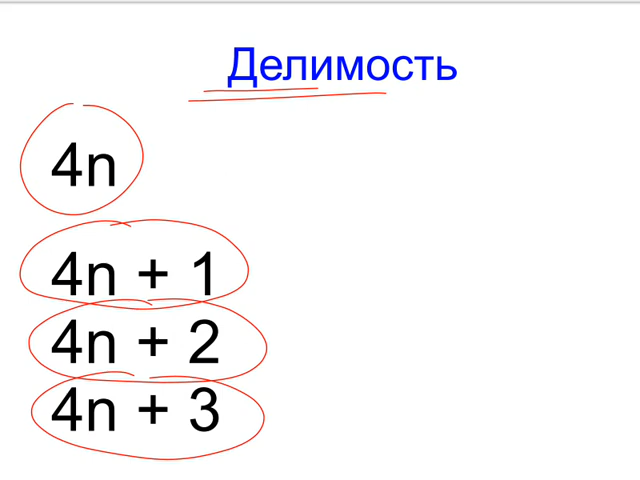 Делимость
4n
4n + 1
4n + 2
4n + 3